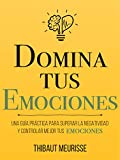 DOMINA
TUS
EMOCIONES
UNA GUÍA PRÁCTICA PARA SUPERAR LA NEGATIVIDAD
Y CONTROLAR MEJOR TUS EMOCIONES
THIBAUT MEURISSE